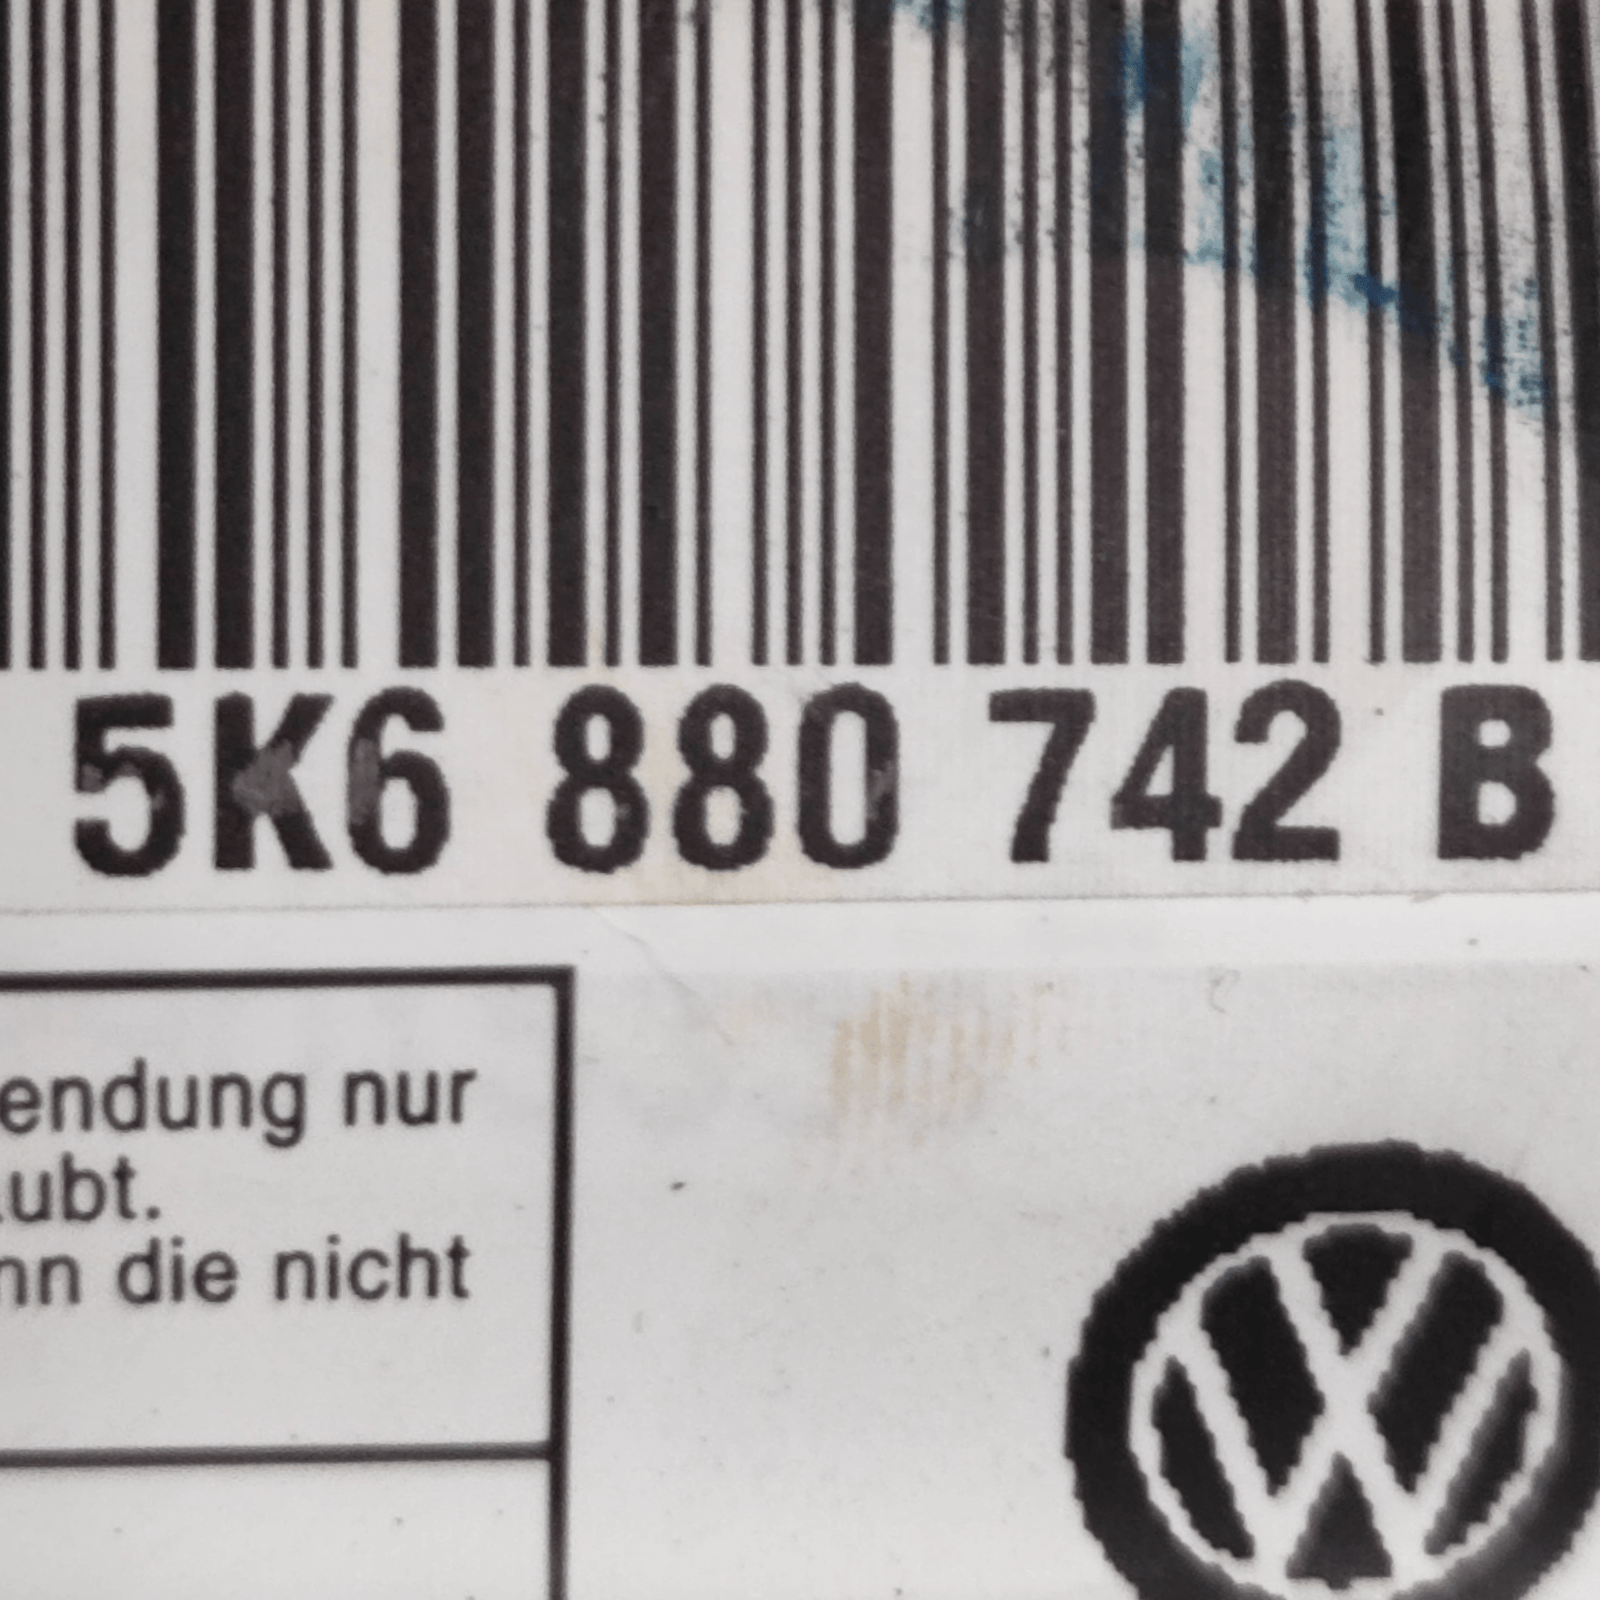 5K6 880 742 B
endung nur
ubt.
nn die nicht